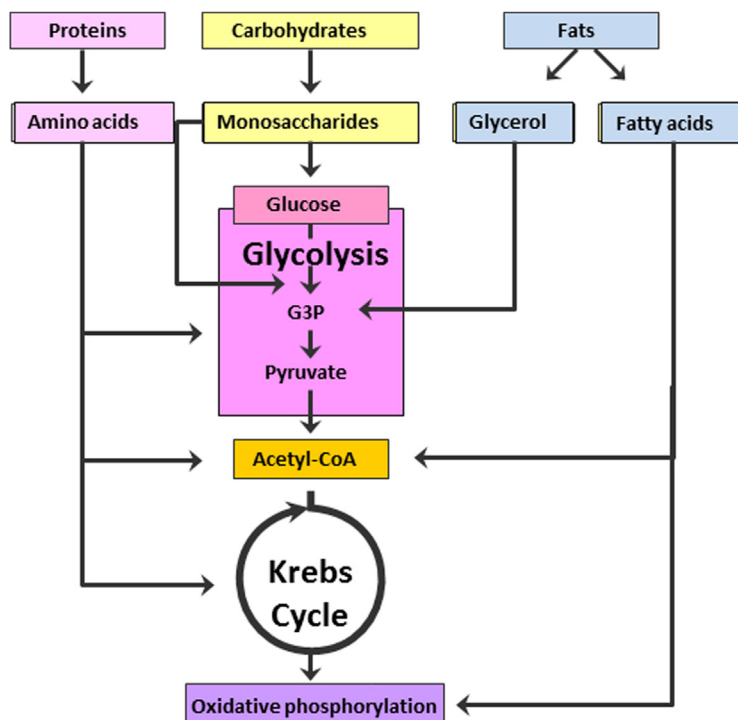 Proteins
Carbohydrates
Fats
Amino acids
Monosaccharides
Glycerol
Fatty acids
Glucose
Glycolysis
G3P
Pyruvate
Acetyl-CoA
Krebs
Cycle
Oxidative phosphorylation